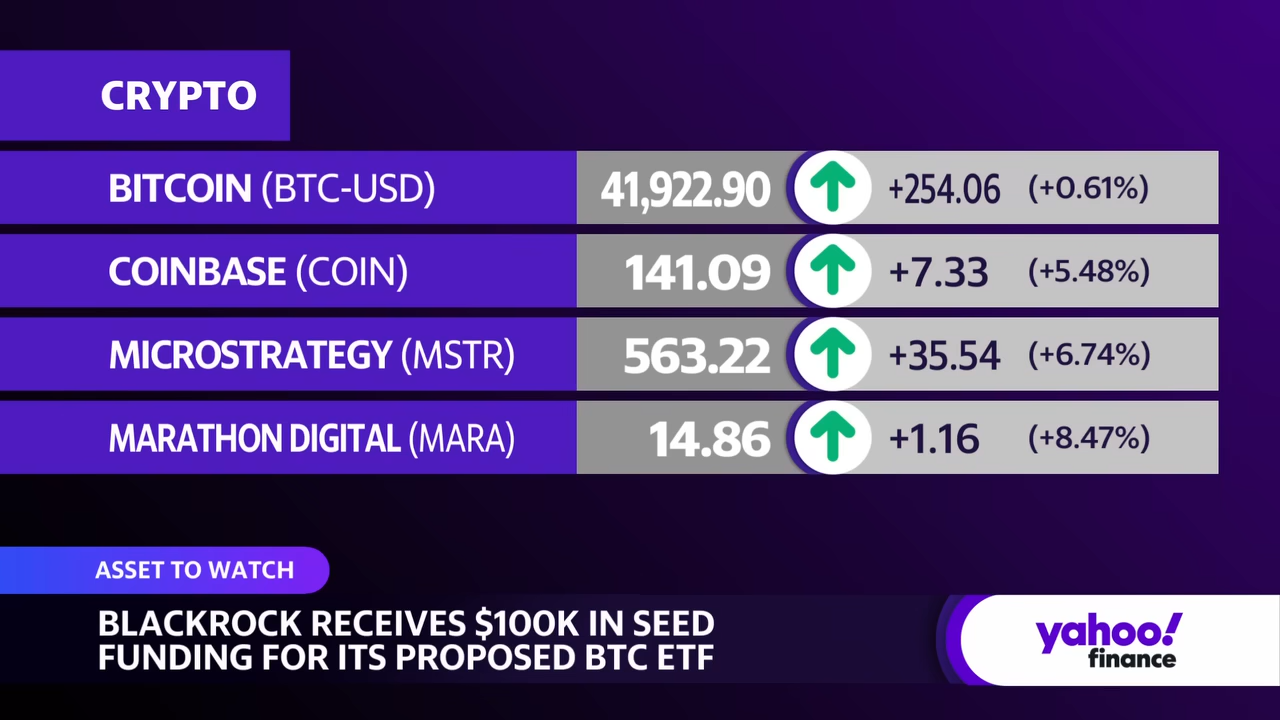 CRYPTO
BITCOIN (BTC-USD) 41,922.90 +254.06 (+0.61%)
COINBASE (COIN) 141.09 +7.33 (+5.48%)
MICROSTRATEGY (MSTR) 563.22 +35.54 (+6.74%)
MARATHON DIGITAL (MARA) 14.86 +1.16 (+8.47%)
ASSET TO WATCH
BLACKROCK RECEIVES $100K IN SEED
FUNDING FOR ITS PROPOSED BTC ETF
yahoo!
finance